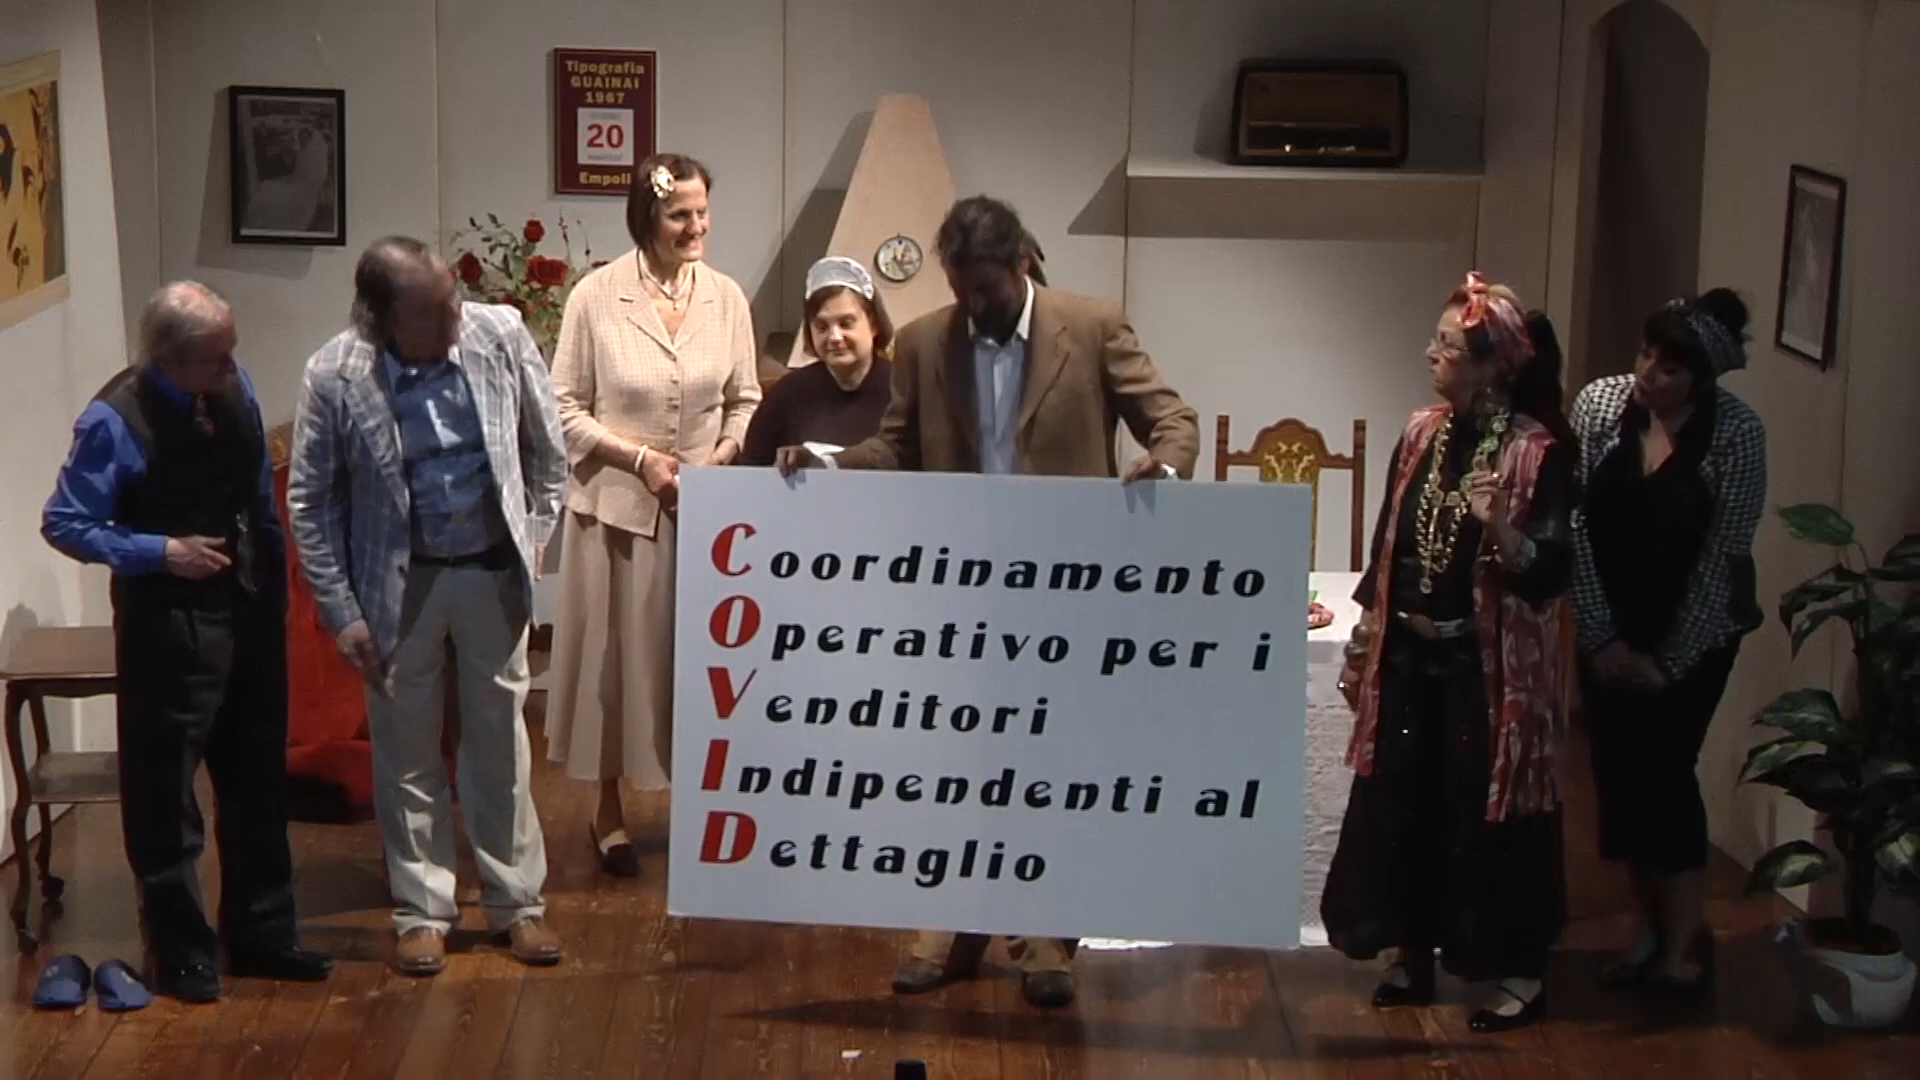 Tipografia
GUAINAI
1967
20
Empoli
Coordinamento
Operativo per i
Venditori
Indipendenti al
Dettaglio